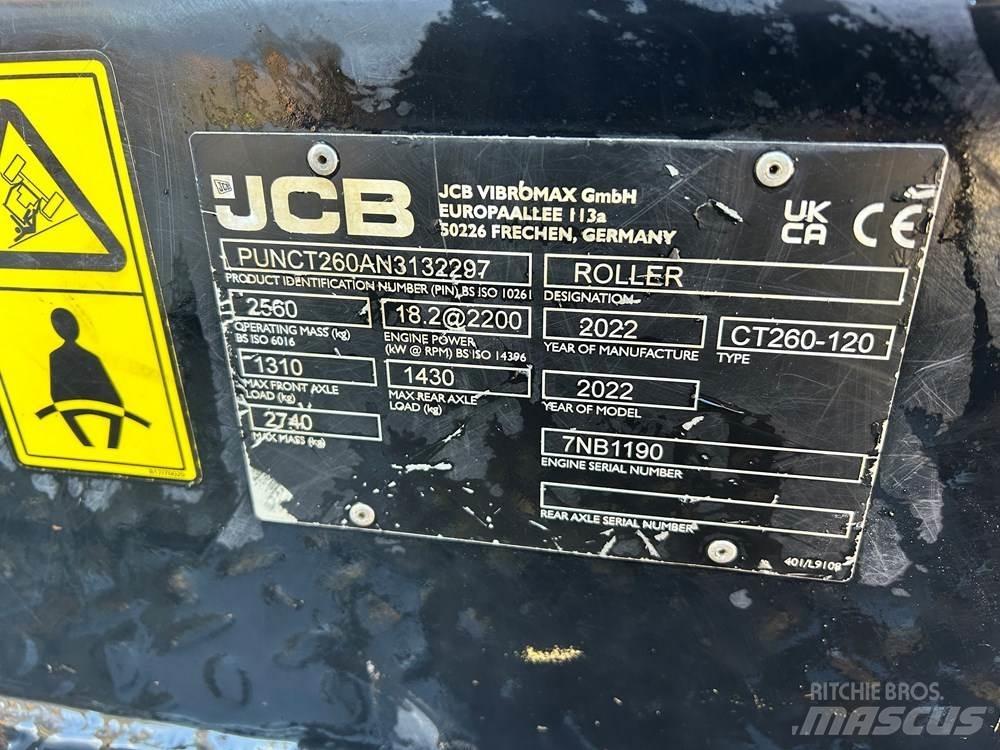 JCB
JCB VIBROMAX GmbH
EUROPAALLEE 113a
50226 FRECHEN, GERMANY
UK
CA
CE
PUNCT260AN3132297
PRODUCT IDENTIFICATION NUMBER (PIN) BS ISO 10261
ROLLER
DESIGNATION
2560
OPERATING MASS (kg)
BS ISO 6016
18.2@2200
ENGINE POWER
(kW @ RPM) BS ISO 14396
2022
YEAR OF MANUFACTURE
CT260-120
TYPE
1310
MAX FRONT AXLE
LOAD (kg)
1430
MAX REAR AXLE
LOAD (kg)
2022
YEAR OF MODEL
2740
MAX MASS (kg)
7NB1190
ENGINE SERIAL NUMBER
REAR AXLE SERIAL NUMBER
401/L9108
RITCHIE BROS.
MASCUS